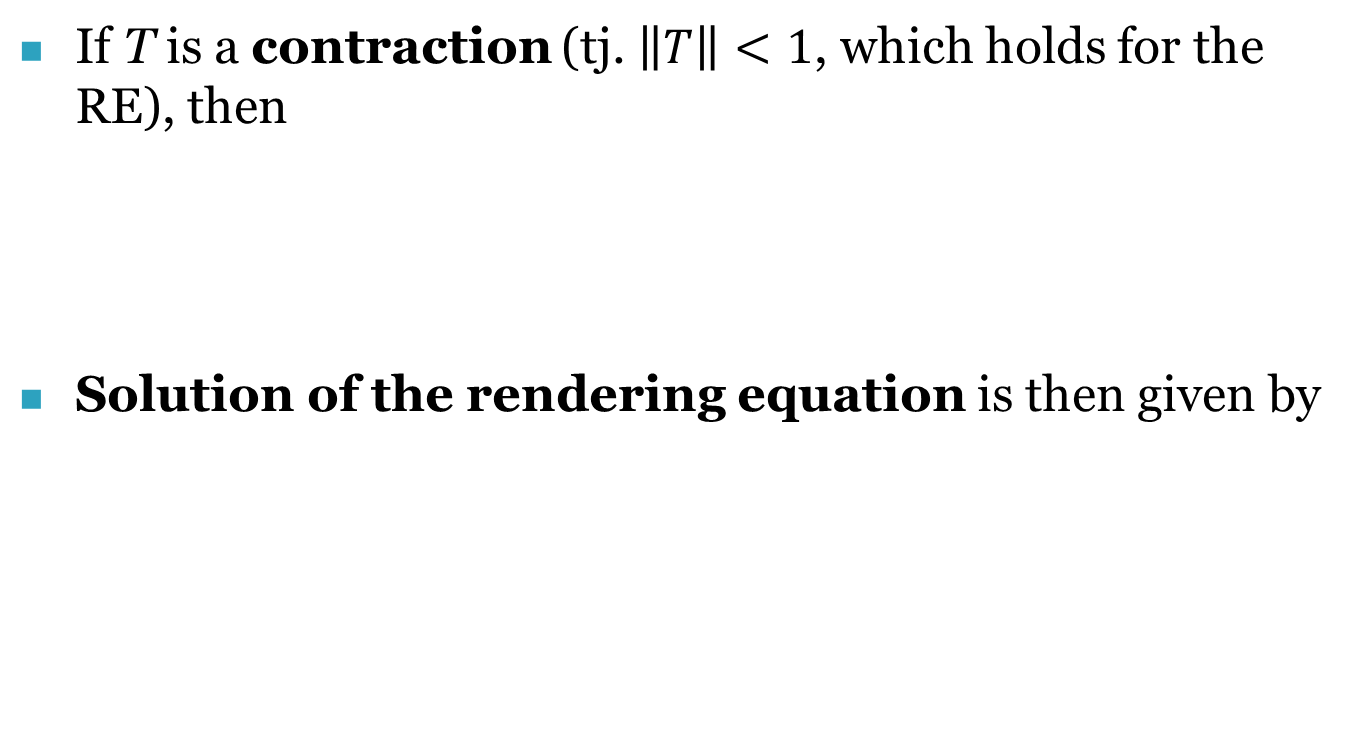 ▪ If T is a contraction (tj. ‖T‖ < 1, which holds for the
RE), then
▪ Solution of the rendering equation is then given by